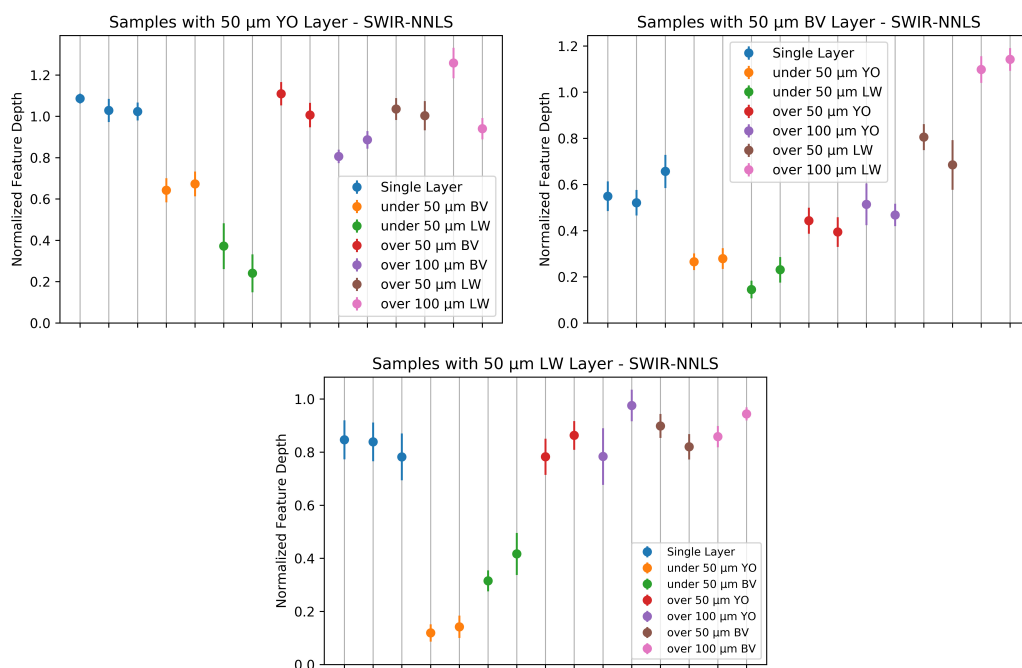 Samples with 50 μm YO Layer - SWIR-NNLS
Normalized Feature Depth
1.2
1.0
0.8
0.6
0.4
0.2
0.0
Single Layer
under 50 μm BV
under 50 μm LW
over 50 μm BV
over 100 μm BV
over 50 μm LW
over 100 μm LW
Samples with 50 μm BV Layer - SWIR-NNLS
Normalized Feature Depth
1.2
1.0
0.8
0.6
0.4
0.2
0.0
Single Layer
under 50 μm YO
under 50 μm LW
over 50 μm YO
over 100 μm YO
over 50 μm LW
over 100 μm LW
Samples with 50 μm LW Layer - SWIR-NNLS
Normalized Feature Depth
1.0
0.8
0.6
0.4
0.2
0.0
Single Layer
under 50 μm YO
under 50 μm BV
over 50 μm YO
over 100 μm YO
over 50 μm BV
over 100 μm BV